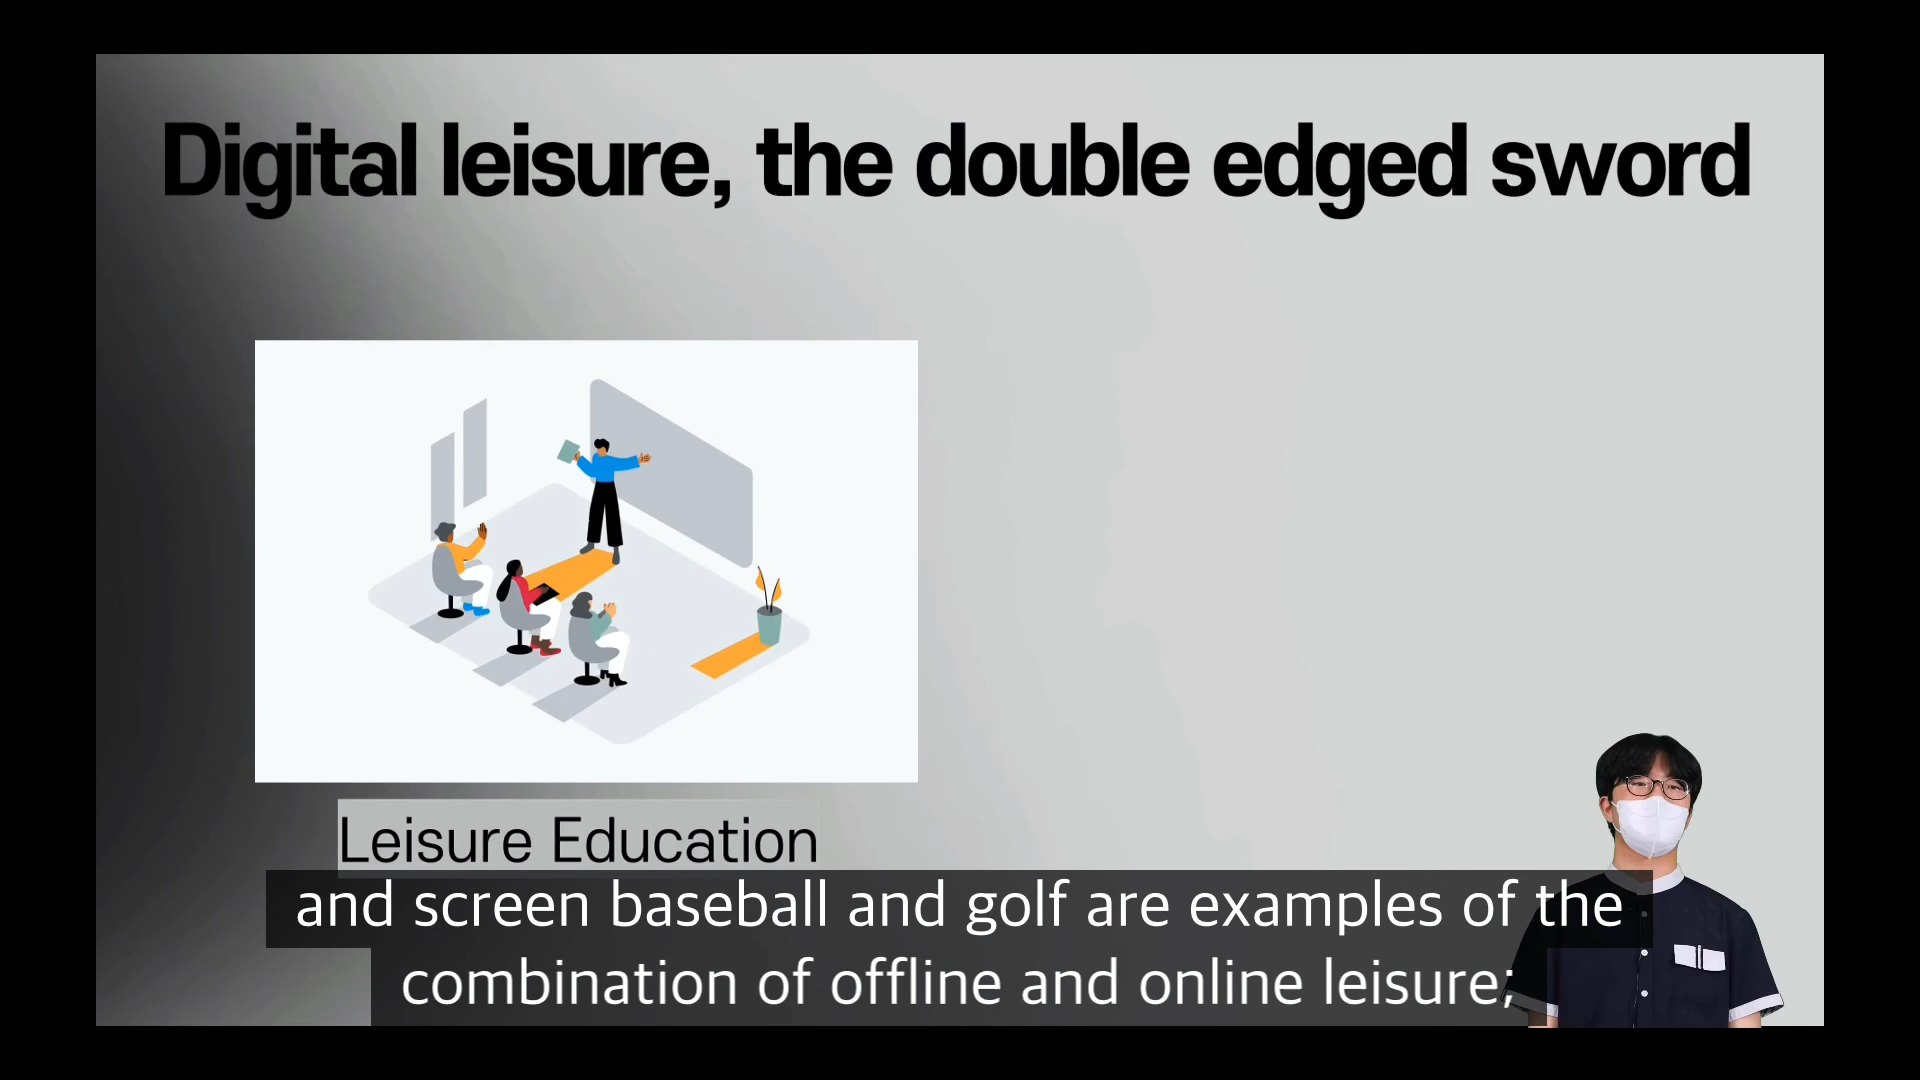 Digital leisure, the double edged sword
Leisure Education
and screen baseball and golf are examples of the
combination of offline and online leisure;